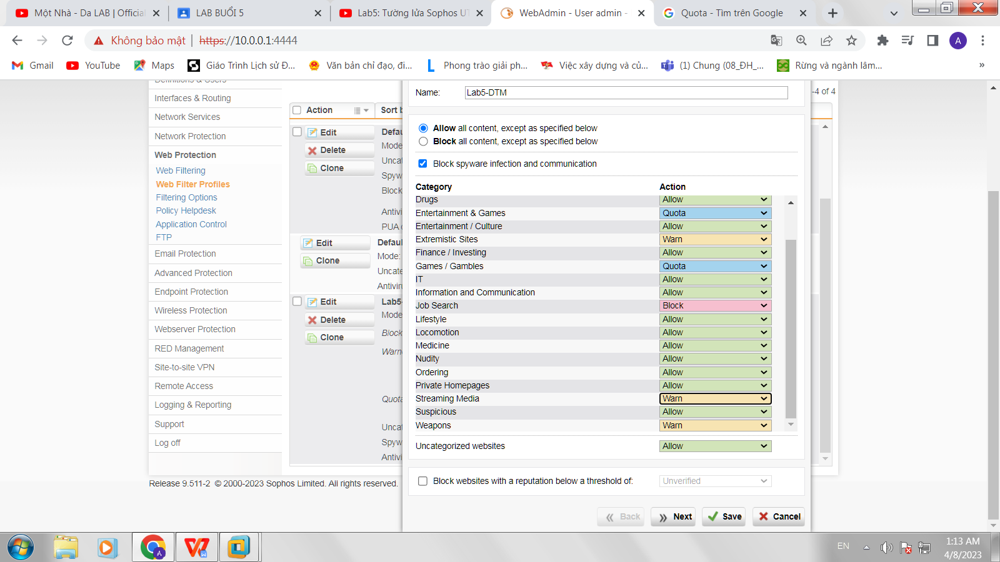 Một Nhà - Da LAB | Official
LAB BUỔI 5
Lab5: Tường lửa Sophos UT
WebAdmin - User admin -
Quota - Tìm trên Google
Không bảo mật | https://10.0.0.1:4444
A
Gmail
YouTube
Maps
Giáo Trình Lịch sử Đ...
Văn bản chỉ đạo, đi...
Phong trào giải ph...
Việc xây dựng và củ...
(1) Chung (08_ĐH_...
Rừng và ngành lâm...
»
Definitions & Users
Interfaces & Routing
Network Services
Network Protection
Web Protection
Web Filtering
Web Filter Profiles
Filtering Options
Policy Helpdesk
Application Control
FTP
Email Protection
Advanced Protection
Endpoint Protection
Wireless Protection
Webserver Protection
RED Management
Site-to-site VPN
Remote Access
Logging & Reporting
Support
Log off
-4 of 4
Action
Sort b
Edit
Delete
Clone
Defau
Mode
Uncat
Spyw
Block
Antivi
PUA
Edit
Clone
Defaul
Mode:
Uncate
Antiviru
Edit
Delete
Clone
Lab5-
Mode
Block
Warn
Quota
Uncat
Spyw
Antivi
Name: Lab5-DTM
Allow all content, except as specified below
Block all content, except as specified below
Block spyware infection and communication
Category Action
Drugs Allow
Entertainment & Games Quota
Entertainment / Culture Allow
Extremistic Sites Warn
Finance / Investing Allow
Games / Gambles Quota
IT Allow
Information and Communication Allow
Job Search Block
Lifestyle Allow
Locomotion Allow
Medicine Allow
Nudity Allow
Ordering Allow
Private Homepages Allow
Streaming Media Warn
Suspicious Allow
Weapons Warn
Uncategorized websites Allow
Block websites with a reputation below a threshold of: Unverified
Back
Next
Save
Cancel
Release 9.511-2 © 2000-2023 Sophos Limited. All rights reserved.
EN
1:13 AM
4/8/2023